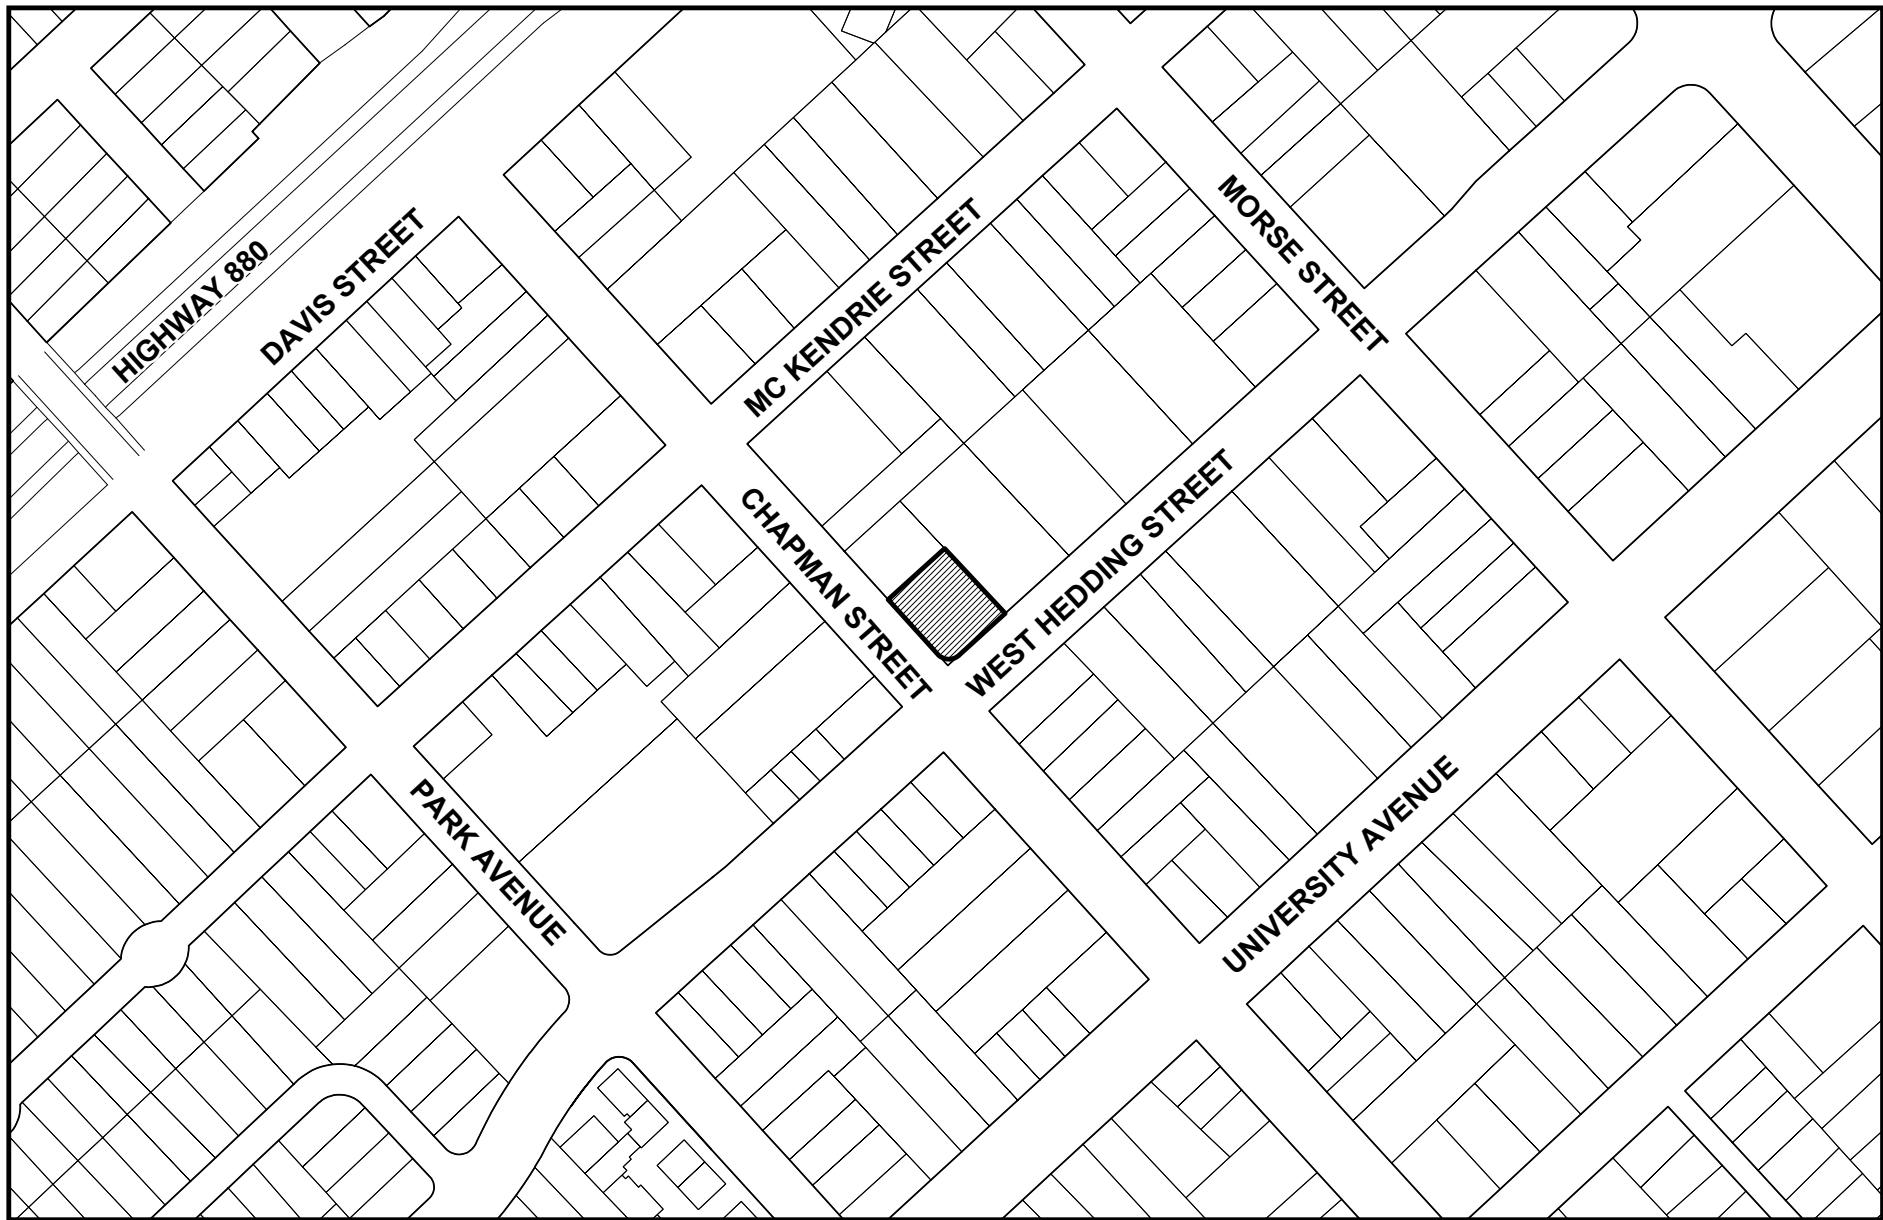 HIGHWAY 880
DAVIS STREET
MC KENDRIE STREET
MORSE STREET
CHAPMAN STREET
WEST HEDDING STREET
PARK AVENUE
UNIVERSITY AVENUE